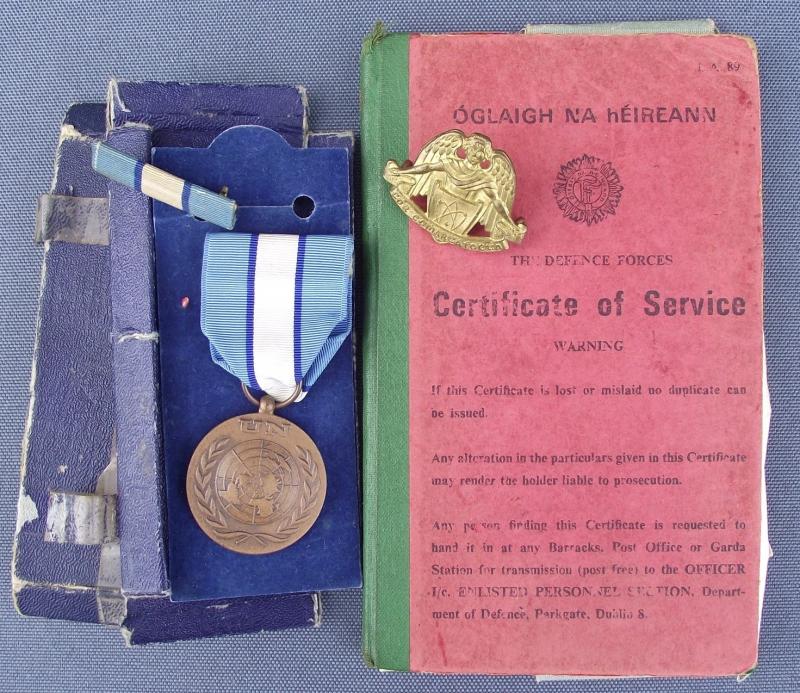 ÓGLAIGH NA hÉIREANN
THE DEFENCE FORCES
Certificate of Service
WARNING
If this Certificate is lost or mislaid no duplicate can
be issued.
Any alteration in the particulars given in this Certificate
may render the holder liable to prosecution.
Any person finding this Certificate is requested to
hand it in at any Barracks, Post Office or Garda
Station for transmission (post free) to the OFFICER
I/c. ENLISTED PERSONNEL SECTION, Depart-
ment of Defence, Parkgate, Dublin 8.
UN